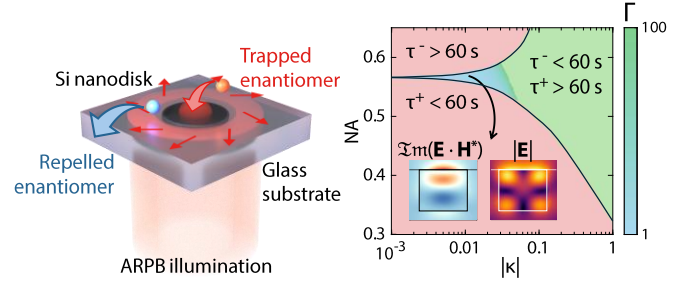 Trapped
enantiomer
Si nanodisk
Repelled
enantiomer
Glass
substrate
ARPB illumination
Γ
100
1
NA
0.6
0.5
0.4
0.3
τ⁻ > 60 s
τ⁺ < 60 s
τ⁻ < 60 s
τ⁺ > 60 s
ℑm(E · H*)
|E|
10⁻³
0.01
0.1
1
|κ|